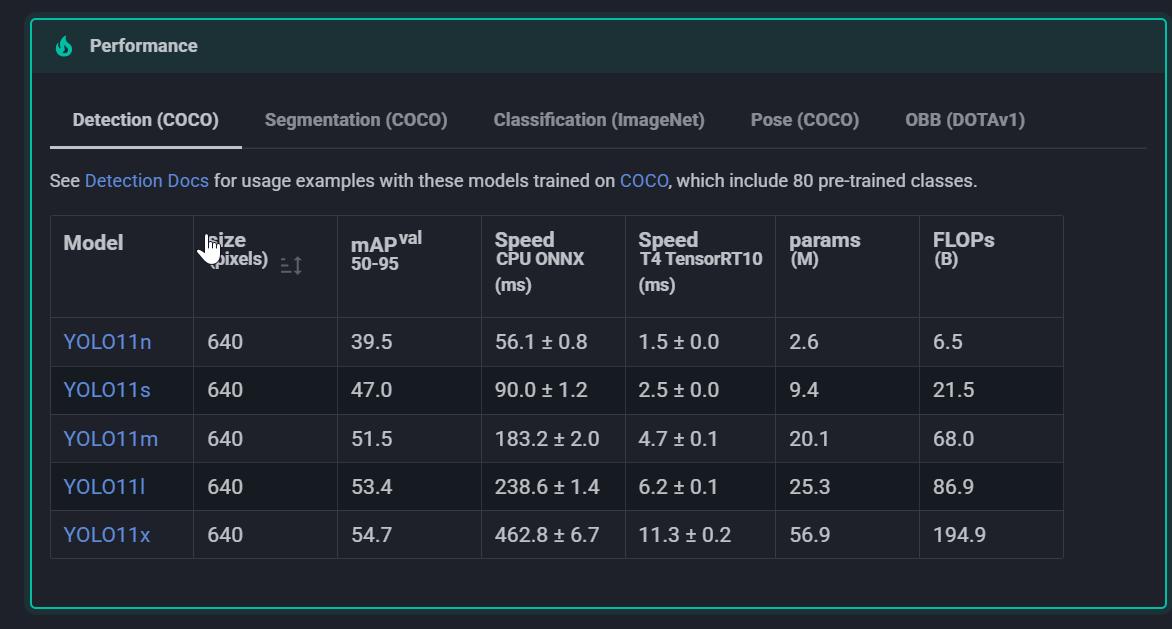 Performance
Detection (COCO) Segmentation (COCO) Classification (ImageNet) Pose (COCO) OBB (DOTAv1)
See Detection Docs for usage examples with these models trained on COCO, which include 80 pre-trained classes.
Model size (pixels) mAPval 50-95 Speed CPU ONNX (ms) Speed T4 TensorRT10 (ms) params (M) FLOPs (B)
YOLO11n 640 39.5 56.1 ± 0.8 1.5 ± 0.0 2.6 6.5
YOLO11s 640 47.0 90.0 ± 1.2 2.5 ± 0.0 9.4 21.5
YOLO11m 640 51.5 183.2 ± 2.0 4.7 ± 0.1 20.1 68.0
YOLO11l 640 53.4 238.6 ± 1.4 6.2 ± 0.1 25.3 86.9
YOLO11x 640 54.7 462.8 ± 6.7 11.3 ± 0.2 56.9 194.9